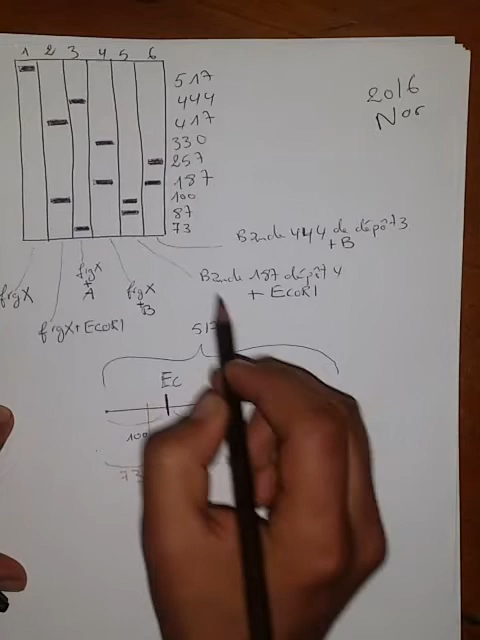 1 2 3 4 5 6
517
444
417
330
257
187
100
87
73
2016
Nor
Bande 444 de dépôt 3
+ B
Bande 187 dépôt 4
+ EcoRI
frgX
frgX+EcoRI
frgX
+
A
frgX
+
B
Ec
100
73